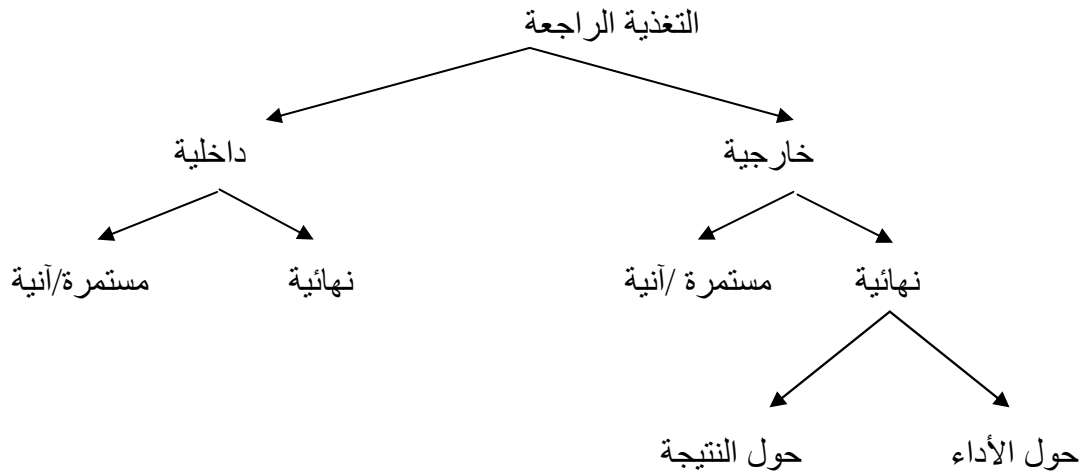 التغذية الراجعة
خارجية
داخلية
نهائية
مستمرة /آنية
نهائية
مستمرة/آنية
حول الأداء
حول النتيجة